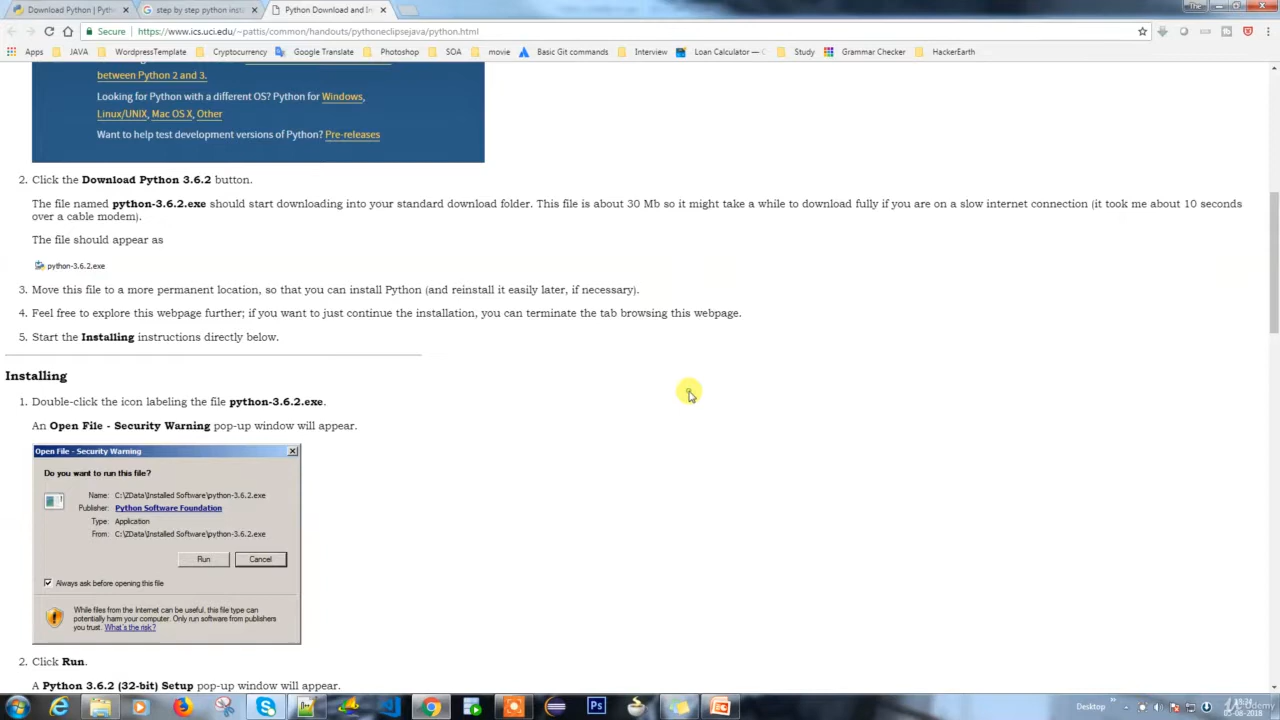 Download Python | Pyth
step by step python inst
Python Download and In
The
Secure
https://www.ics.uci.edu/~pattis/common/handouts/pythoneclipsejava/python.html
Apps
JAVA
WordpressTemplate
Cryptocurrency
Google Translate
Photoshop
SOA
movie
Basic Git commands
Interview
Loan Calculator —
Study
Grammar Checker
HackerEarth
between Python 2 and 3.
Looking for Python with a different OS? Python for Windows,
Linux/UNIX, Mac OS X, Other
Want to help test development versions of Python? Pre-releases
2. Click the Download Python 3.6.2 button.
The file named python-3.6.2.exe should start downloading into your standard download folder. This file is about 30 Mb so it might take a while to download fully if you are on a slow internet connection (it took me about 10 seconds
over a cable modem).
The file should appear as
python-3.6.2.exe
3. Move this file to a more permanent location, so that you can install Python (and reinstall it easily later, if necessary).
4. Feel free to explore this webpage further; if you want to just continue the installation, you can terminate the tab browsing this webpage.
5. Start the Installing instructions directly below.
Installing
1. Double-click the icon labeling the file python-3.6.2.exe.
An Open File - Security Warning pop-up window will appear.
Open File - Security Warning
Do you want to run this file?
Name: C:\ZData\Installed Software\python-3.6.2.exe
Publisher: Python Software Foundation
Type: Application
From: C:\ZData\Installed Software\python-3.6.2.exe
Run
Cancel
Always ask before opening this file
While files from the Internet can be useful, this file type can
potentially harm your computer. Only run software from publishers
you trust. What's the risk?
2. Click Run.
A Python 3.6.2 (32-bit) Setup pop-up window will appear.
Desktop
Udemy
05-08-2018